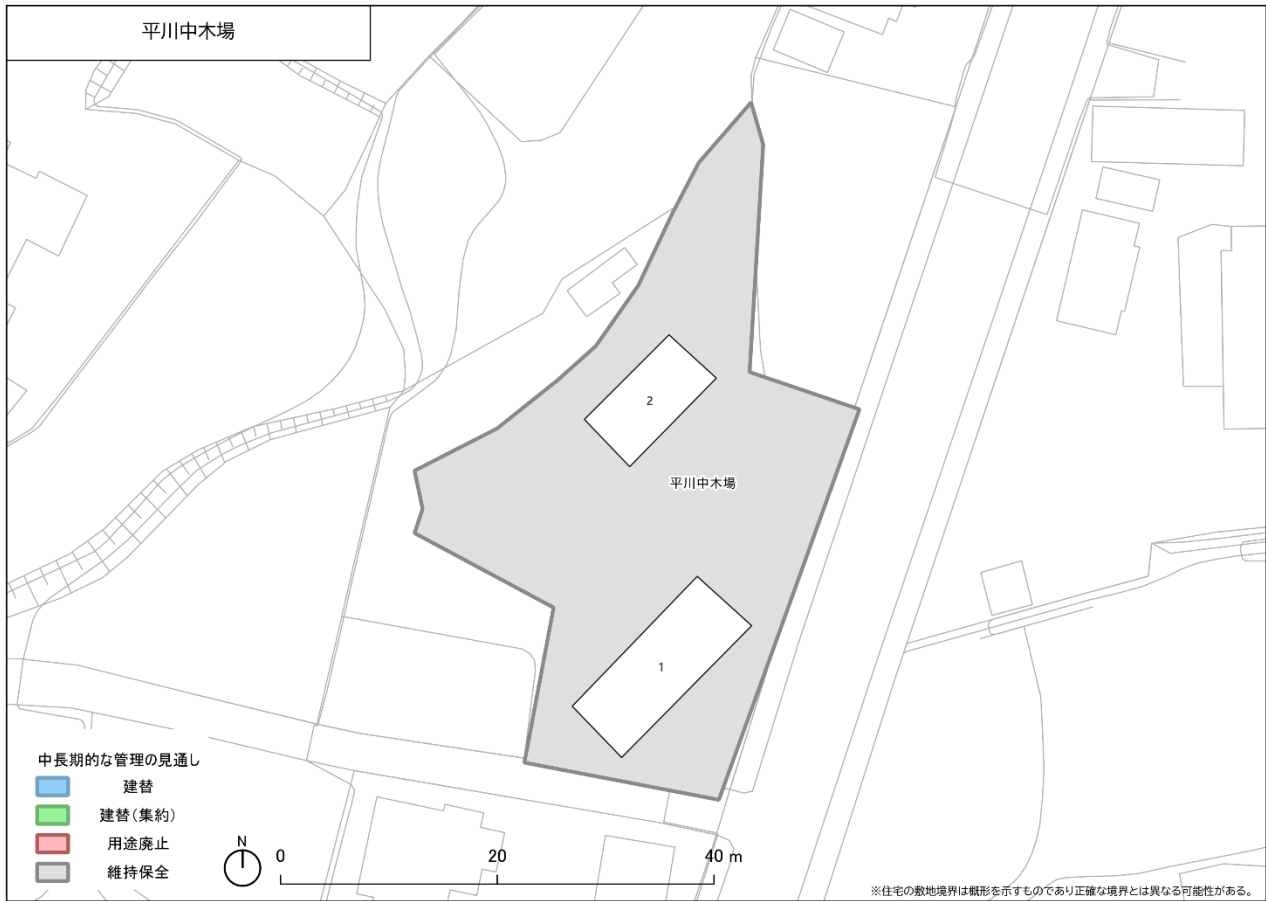 平川中木場
2
平川中木場
1
中長期的な管理の見通し
建替
建替(集約)
用途廃止
維持保全
N
0 20 40 m
※住宅の敷地境界は概形を示すものであり正確な境界とは異なる可能性がある。